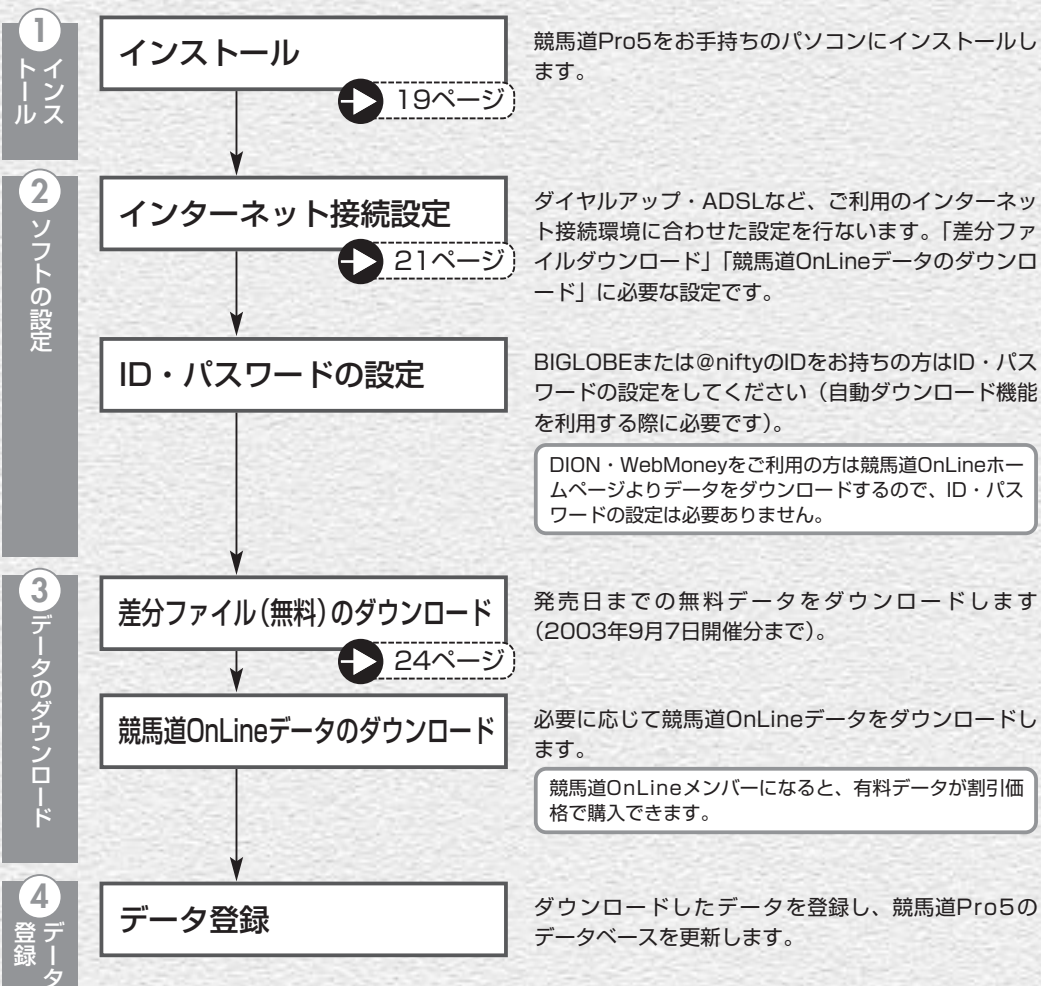 1
インス
トール
インストール
19ページ
競馬道Pro5をお手持ちのパソコンにインストールし
ます。
2
ソフトの設定
インターネット接続設定
21ページ
ダイヤルアップ・ADSLなど、ご利用のインターネッ
ト接続環境に合わせた設定を行ないます。「差分ファ
イルダウンロード」「競馬道OnLineデータのダウンロ
ード」に必要な設定です。
ID・パスワードの設定
BIGLOBEまたは@niftyのIDをお持ちの方はID・パス
ワードの設定をしてください（自動ダウンロード機能
を利用する際に必要です）。
DION・WebMoneyをご利用の方は競馬道OnLineホー
ムページよりデータをダウンロードするので、ID・パス
ワードの設定は必要ありません。
3
データのダウンロード
差分ファイル（無料）のダウンロード
24ページ
発売日までの無料データをダウンロードします
（2003年9月7日開催分まで）。
競馬道OnLineデータのダウンロード
必要に応じて競馬道OnLineデータをダウンロードし
ます。
競馬道OnLineメンバーになると、有料データが割引価
格で購入できます。
4
データ
登録
データ登録
ダウンロードしたデータを登録し、競馬道Pro5の
データベースを更新します。